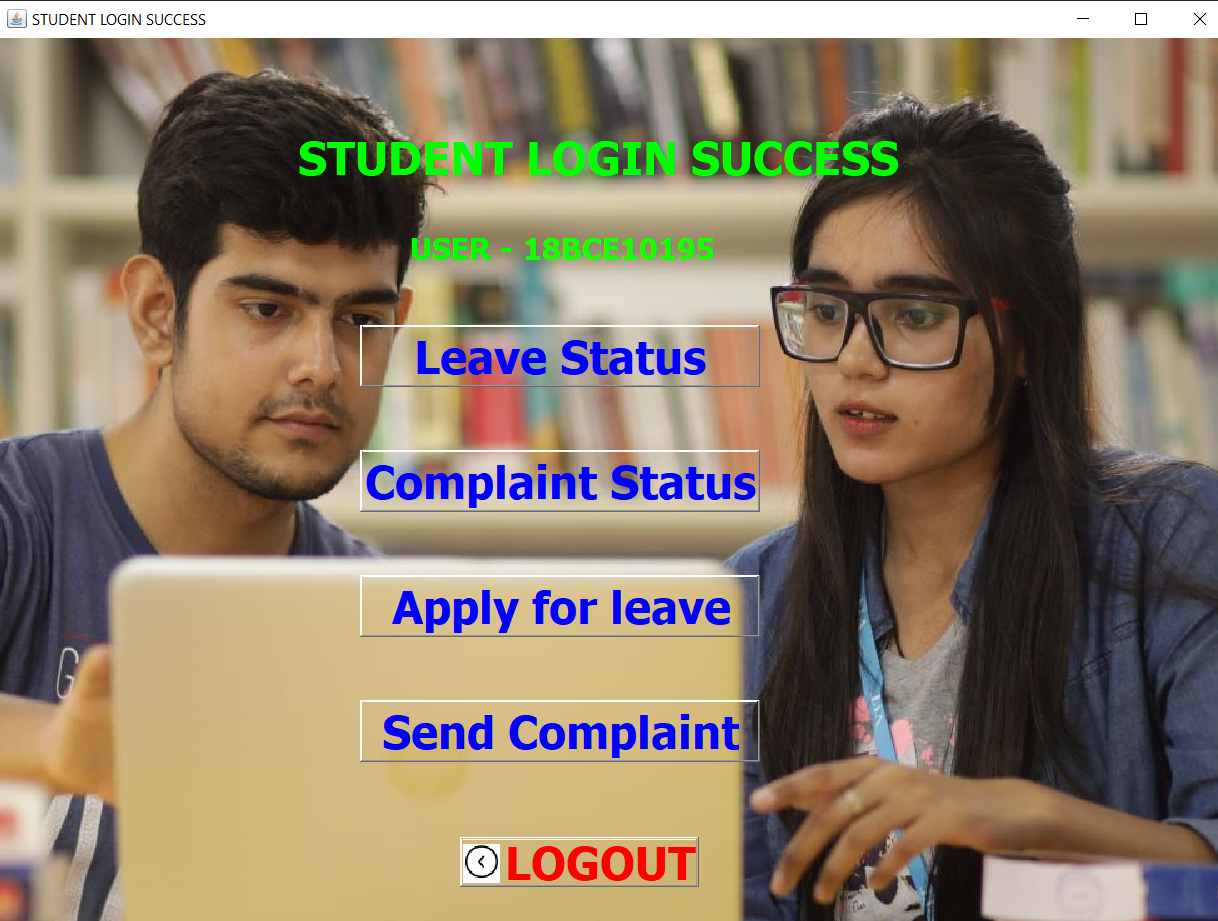 STUDENT LOGIN SUCCESS
STUDENT LOGIN SUCCESS
USER - 18BCE10195
Leave Status
Complaint Status
Apply for leave
Send Complaint
LOGOUT